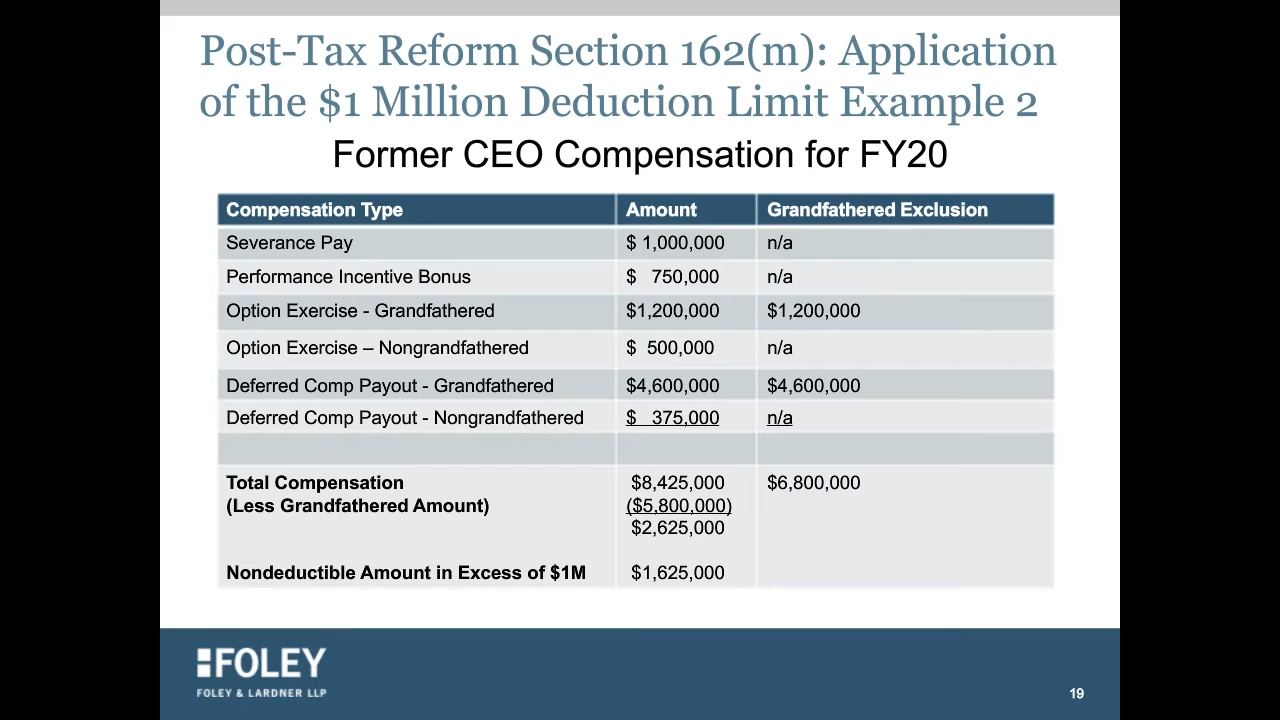 Post-Tax Reform Section 162(m): Application
of the $1 Million Deduction Limit Example 2
Former CEO Compensation for FY20
Compensation Type Amount Grandfathered Exclusion
Severance Pay $ 1,000,000 n/a
Performance Incentive Bonus $ 750,000 n/a
Option Exercise - Grandfathered $1,200,000 $1,200,000
Option Exercise – Nongrandfathered $ 500,000 n/a
Deferred Comp Payout - Grandfathered $4,600,000 $4,600,000
Deferred Comp Payout - Nongrandfathered $ 375,000 n/a
Total Compensation $8,425,000 $6,800,000
(Less Grandfathered Amount) ($5,800,000)
$2,625,000
Nondeductible Amount in Excess of $1M $1,625,000
FOLEY
FOLEY & LARDNER LLP
19